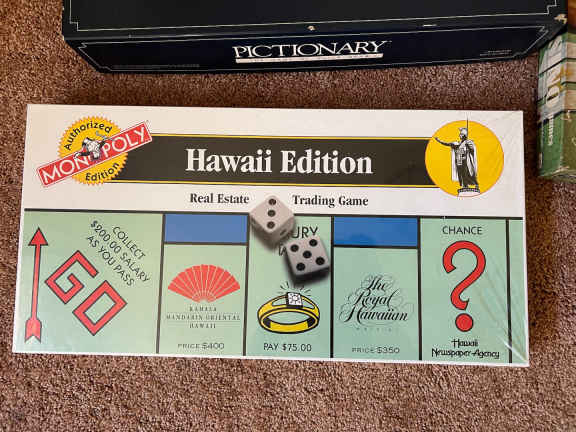 PICTIONARY
Authorized
MONOPOLY
Edition
Hawaii Edition
Real Estate Trading Game
COLLECT
$200.00 SALARY
AS YOU PASS
GO
KAHALA
MANDARIN ORIENTAL
HAWAII
PRICE $400
PAY $75.00
The
Royal
Hawaiian
PRICE $350
CHANCE
?
Hawaii
Newspaper Agency